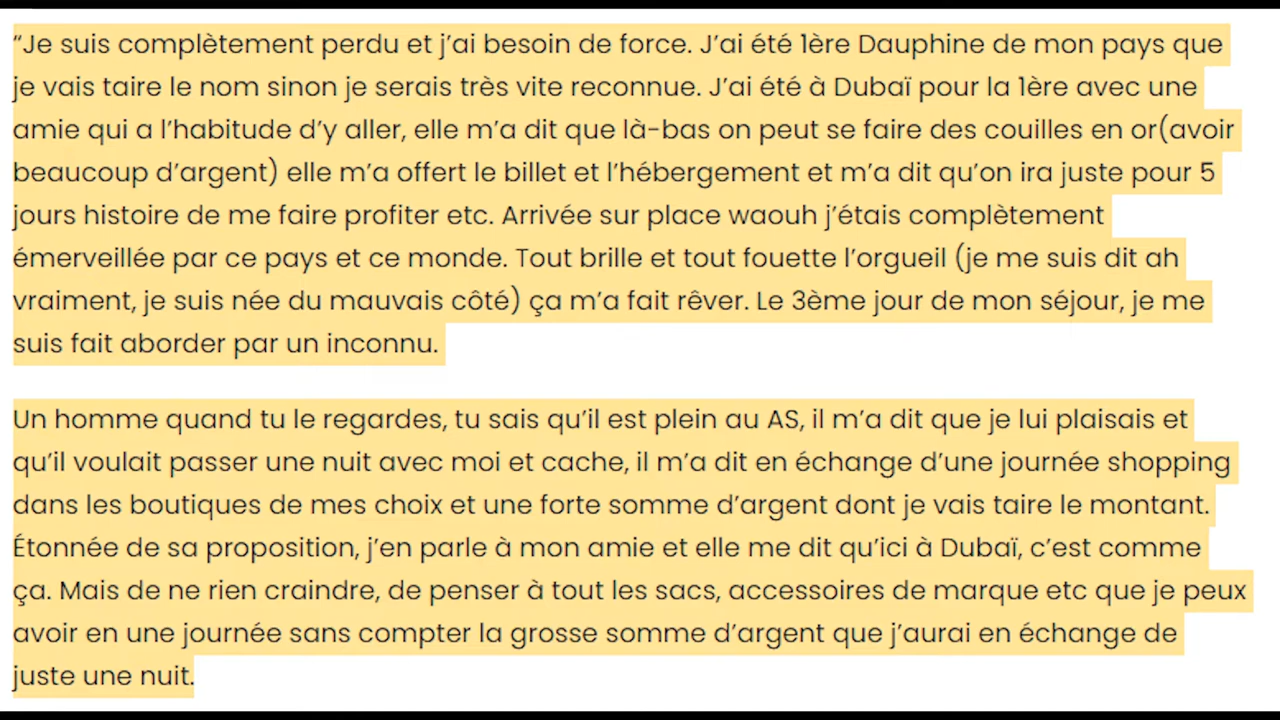 “Je suis complètement perdu et j’ai besoin de force. J’ai été 1ère Dauphine de mon pays que
je vais taire le nom sinon je serais très vite reconnue. J’ai été à Dubaï pour la 1ère avec une
amie qui a l’habitude d’y aller, elle m’a dit que là-bas on peut se faire des couilles en or(avoir
beaucoup d’argent) elle m’a offert le billet et l’hébergement et m’a dit qu’on ira juste pour 5
jours histoire de me faire profiter etc. Arrivée sur place waouh j’étais complètement
émerveillée par ce pays et ce monde. Tout brille et tout fouette l’orgueil (je me suis dit ah
vraiment, je suis née du mauvais côté) ça m’a fait rêver. Le 3ème jour de mon séjour, je me
suis fait aborder par un inconnu.
Un homme quand tu le regardes, tu sais qu’il est plein au AS, il m’a dit que je lui plaisais et
qu’il voulait passer une nuit avec moi et cache, il m’a dit en échange d’une journée shopping
dans les boutiques de mes choix et une forte somme d’argent dont je vais taire le montant.
Étonnée de sa proposition, j’en parle à mon amie et elle me dit qu’ici à Dubaï, c’est comme
ça. Mais de ne rien craindre, de penser à tout les sacs, accessoires de marque etc que je peux
avoir en une journée sans compter la grosse somme d’argent que j’aurai en échange de
juste une nuit.